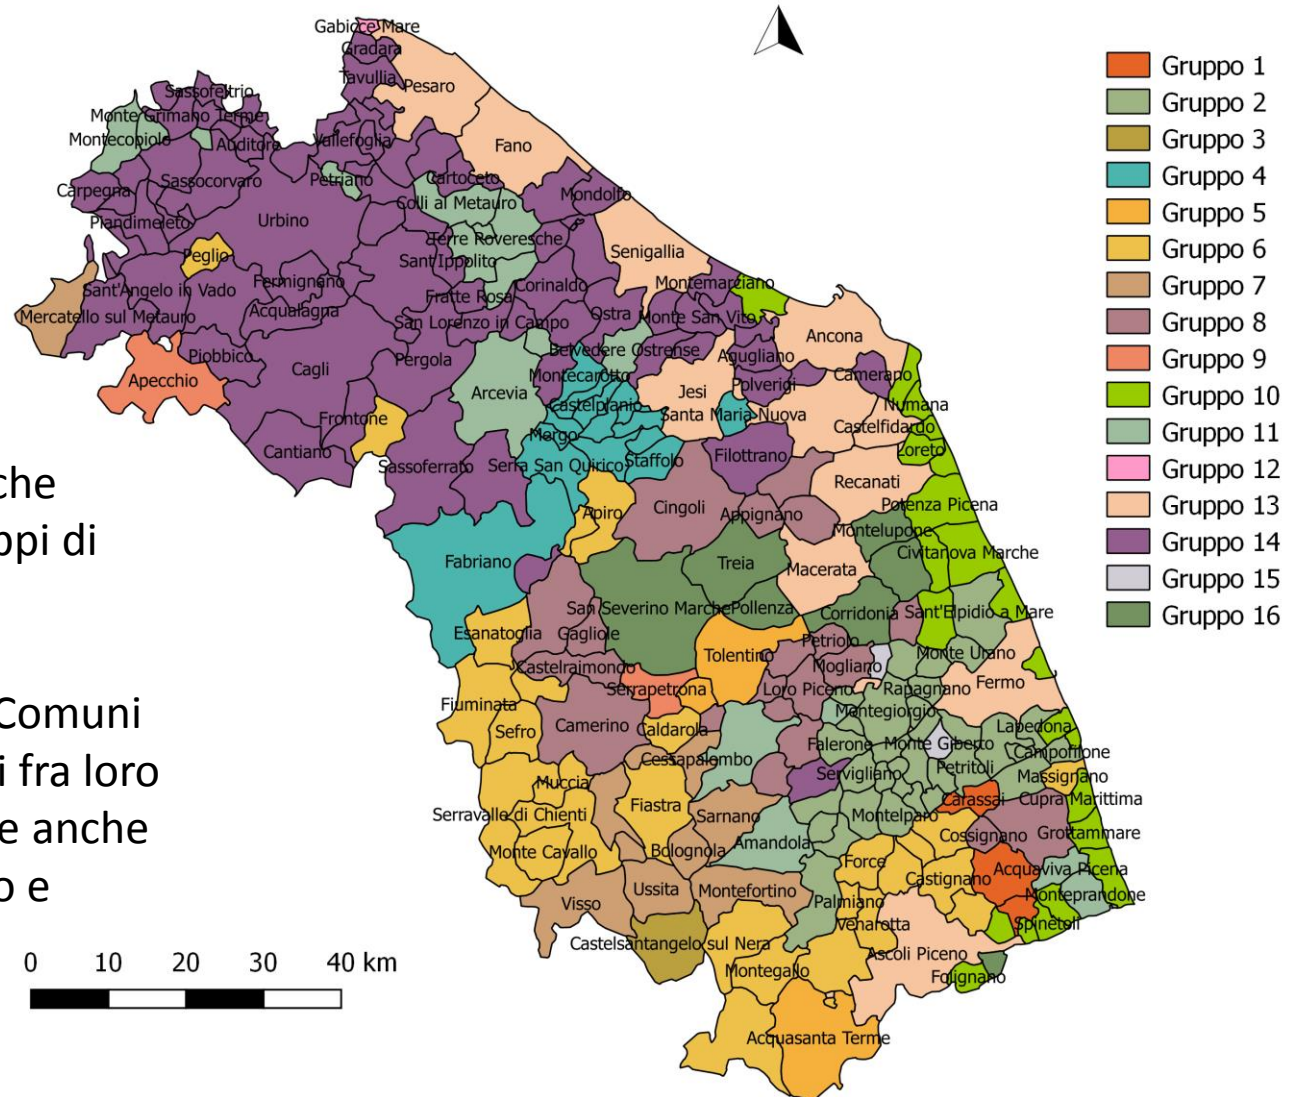 Gabicce Mare
Gradara
Tavullia
Pesaro
Sassofeltrio
Monte Grimano Terme
Montecopiolo
Auditore
Vallefoglia
Fano
Carpegna
Sassocorvaro
Petriano
Cartoceto
Mondolfo
Colli al Metauro
Piandimeleto
Urbino
Terre Roveresche
Peglio
Sant'Ippolito
Senigallia
Sant'Angelo in Vado
Fermignano
Fratte Rosa
Corinaldo
Montemarciano
Mercatello sul Metauro
Acqualagna
San Lorenzo in Campo
Ostra
Monte San Vito
Ancona
Piobbico
Pergola
Belvedere Ostrense
Agugliano
Apecchio
Cagli
Arcevia
Montecarotto
Jesi
Polverigi
Camerano
Frontone
Castelplanio
Santa Maria Nuova
Numana
Castelfidardo
Cantiano
Mergo
Sassoferrato
Serra San Quirico
Staffolo
Filottrano
Loreto
Recanati
Apiro
Cingoli
Appignano
Potenza Picena
Montelupone
Fabriano
Treia
Macerata
Civitanova Marche
San Severino Marche
Pollenza
Corridonia
Sant'Elpidio a Mare
Esanatoglia
Gagliole
Petriolo
Tolentino
Mogliano
Monte Urano
Castelraimondo
Serrapetrona
Loro Piceno
Rapagnano
Fermo
Fiuminata
Montegiorgio
Sefro
Camerino
Caldarola
Falerone
Monte Giberto
Lapedona
Campofilone
Cessapalombo
Servigliano
Petritoli
Massignano
Muccia
Fiastra
Carassai
Cupra Marittima
Serravalle di Chienti
Sarnano
Montelparo
Cossignano
Grottammare
Monte Cavallo
Bolognola
Amandola
Force
Castignano
Acquaviva Picena
Visso
Ussita
Montefortino
Palmiano
Monteprandone
Venarotta
Spinetoli
Castelsantangelo sul Nera
Ascoli Piceno
Montegallo
Folignano
Acquasanta Terme
Gruppo 1
Gruppo 2
Gruppo 3
Gruppo 4
Gruppo 5
Gruppo 6
Gruppo 7
Gruppo 8
Gruppo 9
Gruppo 10
Gruppo 11
Gruppo 12
Gruppo 13
Gruppo 14
Gruppo 15
Gruppo 16
che
ppi di
Comuni
i fra loro
e anche
o e
0 10 20 30 40 km